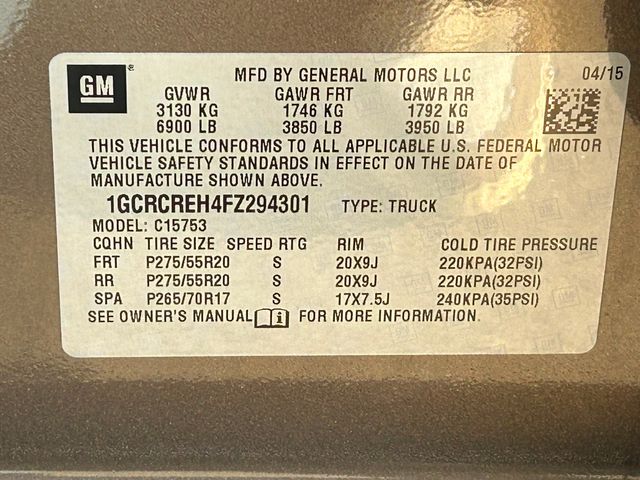 GM ® MFD BY GENERAL MOTORS LLC 04/15
GVWR GAWR FRT GAWR RR
3130 KG 1746 KG 1792 KG
6900 LB 3850 LB 3950 LB
THIS VEHICLE CONFORMS TO ALL APPLICABLE U.S. FEDERAL MOTOR
VEHICLE SAFETY STANDARDS IN EFFECT ON THE DATE OF
MANUFACTURE SHOWN ABOVE.
1GCRCREH4FZ294301 TYPE: TRUCK
MODEL: C15753
CQHN TIRE SIZE SPEED RTG RIM COLD TIRE PRESSURE
FRT P275/55R20 S 20X9J 220KPA(32PSI)
RR P275/55R20 S 20X9J 220KPA(32PSI)
SPA P265/70R17 S 17X7.5J 240KPA(35PSI)
SEE OWNER'S MANUAL FOR MORE INFORMATION.